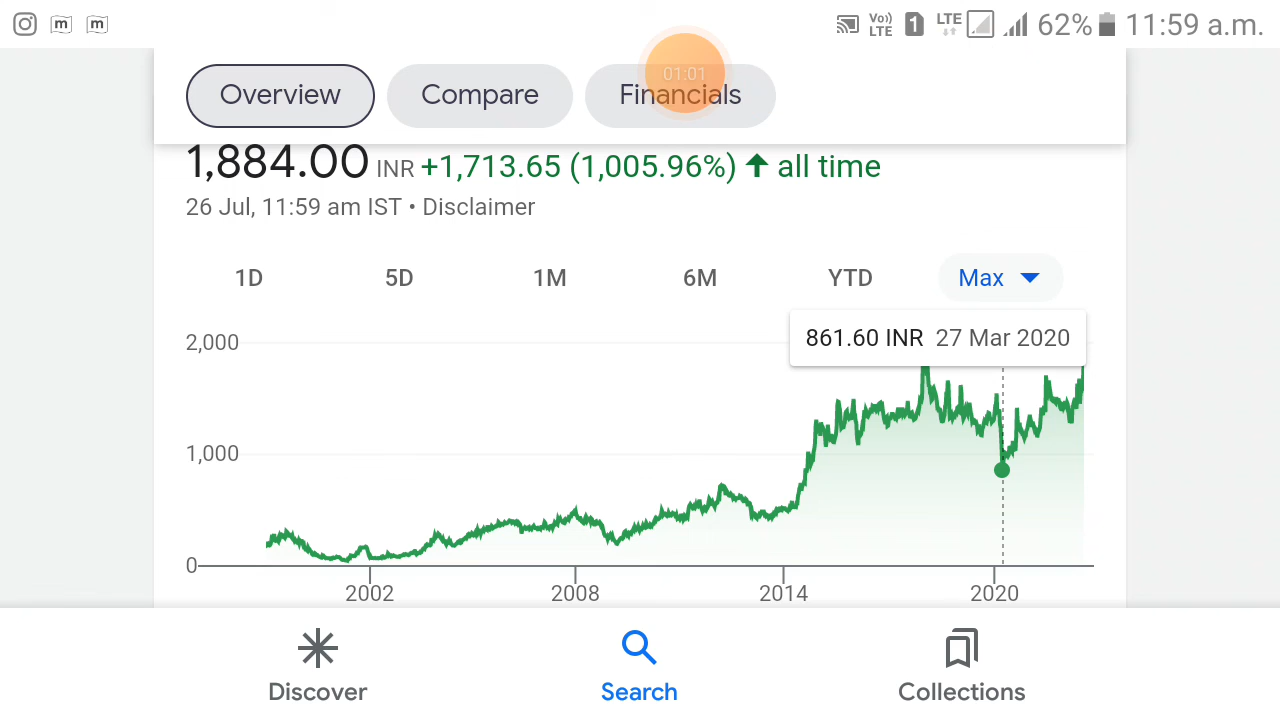 m m Vo)) LTE 1 LTE 62% 11:59 a.m.
01:01
Overview Compare Financials
1,884.00 INR +1,713.65 (1,005.96%) ↑ all time
26 Jul, 11:59 am IST • Disclaimer
1D 5D 1M 6M YTD Max
861.60 INR 27 Mar 2020
2,000
1,000
0
2002 2008 2014 2020
Discover Search Collections